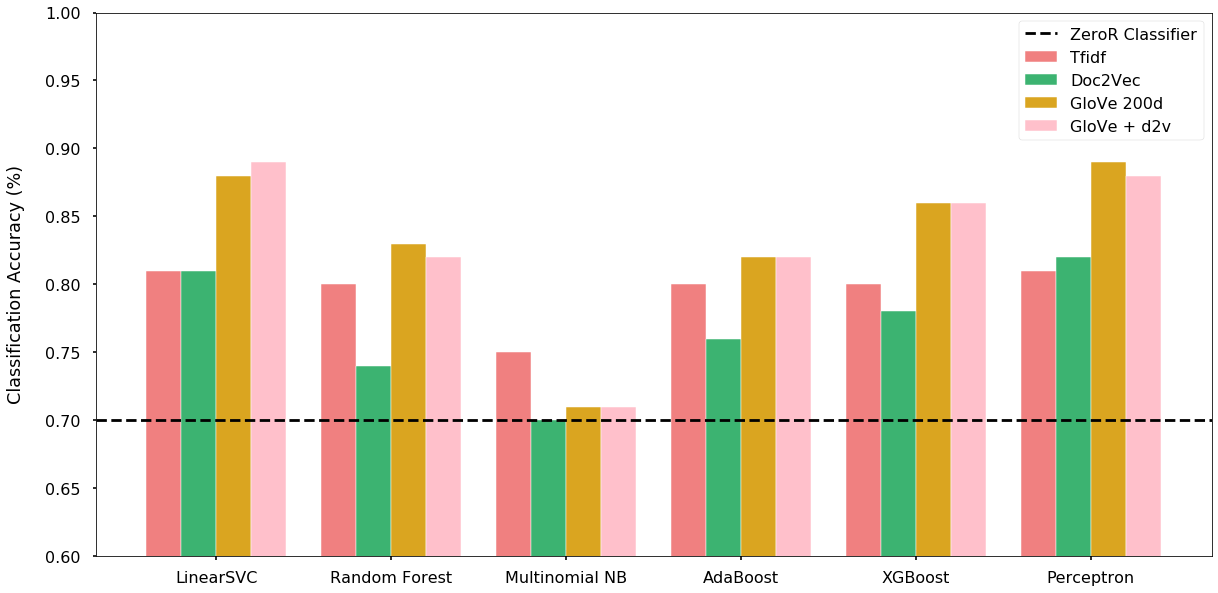 Classification Accuracy (%)
1.00
0.95
0.90
0.85
0.80
0.75
0.70
0.65
0.60
ZeroR Classifier
Tfidf
Doc2Vec
GloVe 200d
GloVe + d2v
LinearSVC
Random Forest
Multinomial NB
AdaBoost
XGBoost
Perceptron